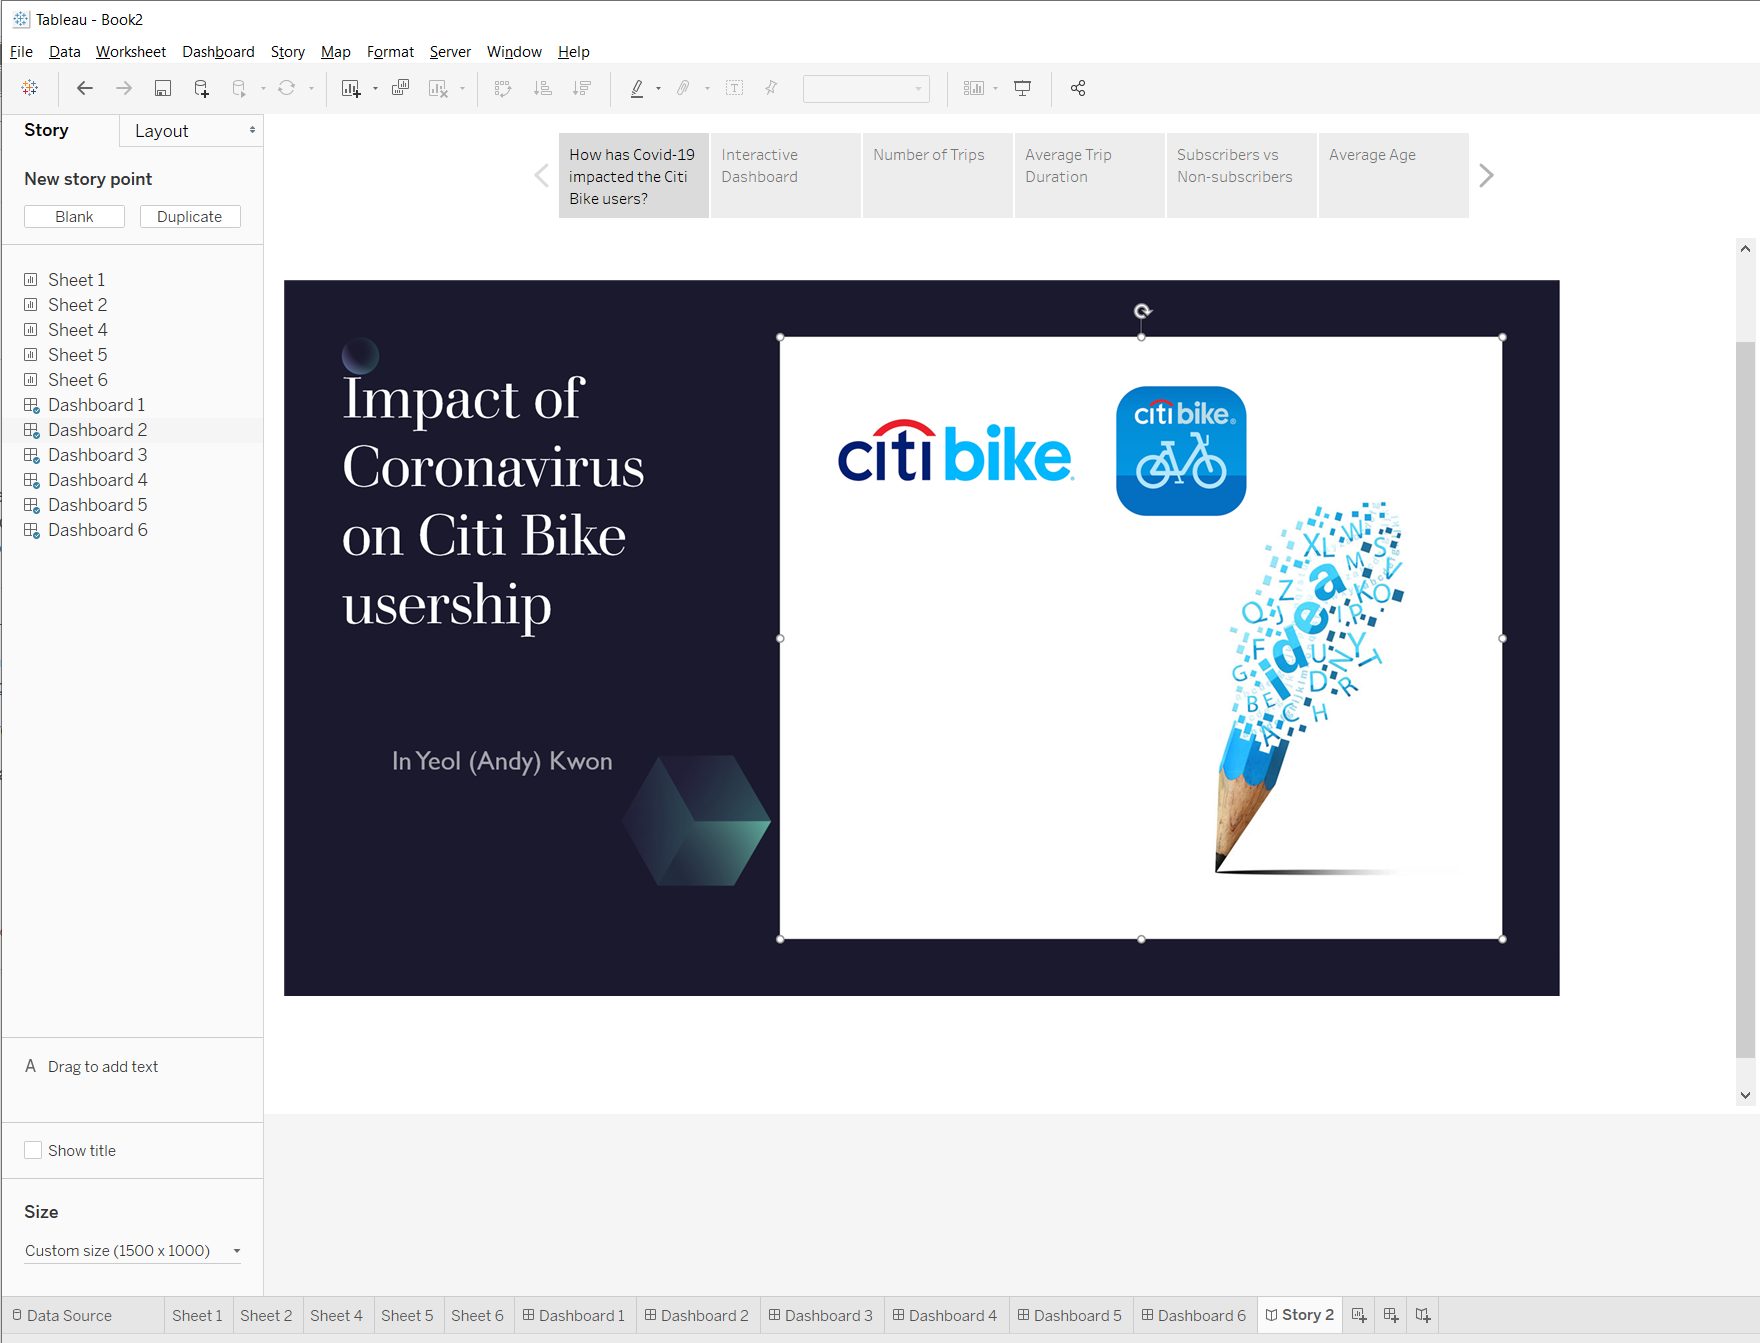 Tableau - Book2
File Data Worksheet Dashboard Story Map Format Server Window Help
Story Layout
New story point
Blank Duplicate
Sheet 1
Sheet 2
Sheet 4
Sheet 5
Sheet 6
Dashboard 1
Dashboard 2
Dashboard 3
Dashboard 4
Dashboard 5
Dashboard 6
A Drag to add text
Show title
Size
Custom size (1500 x 1000)
How has Covid-19
impacted the Citi
Bike users?
Interactive
Dashboard
Number of Trips
Average Trip
Duration
Subscribers vs
Non-subscribers
Average Age
Impact of
Coronavirus
on Citi Bike
usership
In Yeol (Andy) Kwon
citi bike
citi bike
idea
Data Source Sheet 1 Sheet 2 Sheet 4 Sheet 5 Sheet 6 Dashboard 1 Dashboard 2 Dashboard 3 Dashboard 4 Dashboard 5 Dashboard 6 Story 2